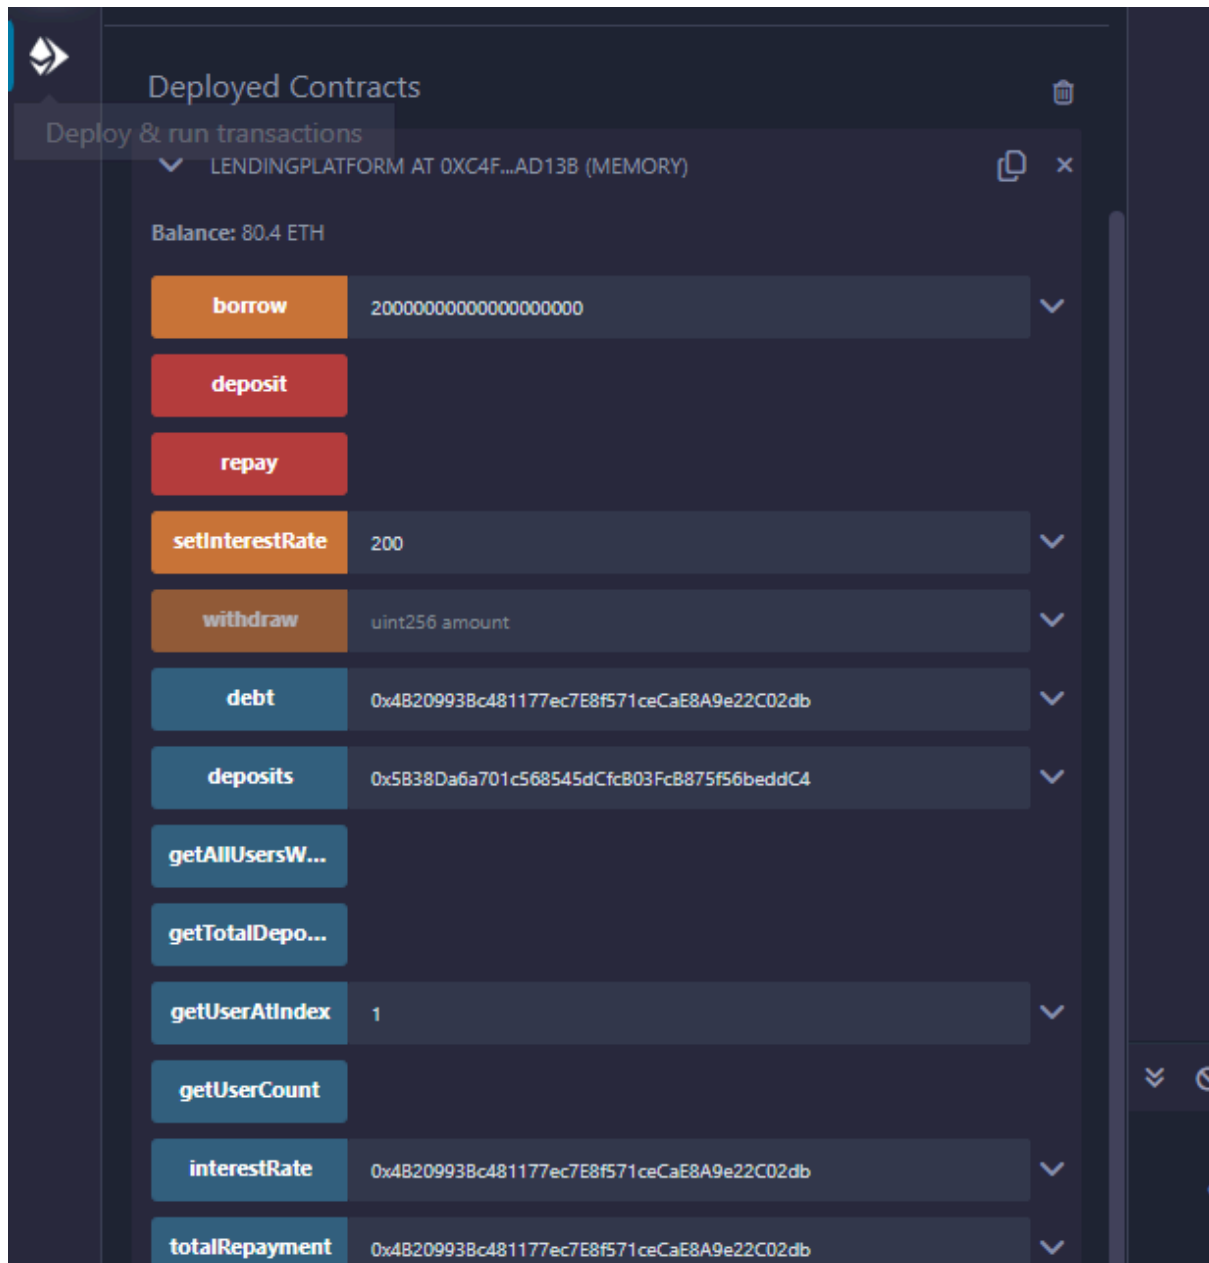 Deployed Contracts
Deploy & run transactions
LENDINGPLATFORM AT 0XC4F...AD13B (MEMORY)
Balance: 80.4 ETH
borrow 20000000000000000000
deposit
repay
setInterestRate 200
withdraw uint256 amount
debt 0x4B20993Bc481177ec7E8f571ceCaE8A9e22C02db
deposits 0x5B38Da6a701c568545dCfcB03FcB875f56beddC4
getAllUsersW...
getTotalDepo...
getUserAtIndex 1
getUserCount
interestRate 0x4B20993Bc481177ec7E8f571ceCaE8A9e22C02db
totalRepayment 0x4B20993Bc481177ec7E8f571ceCaE8A9e22C02db